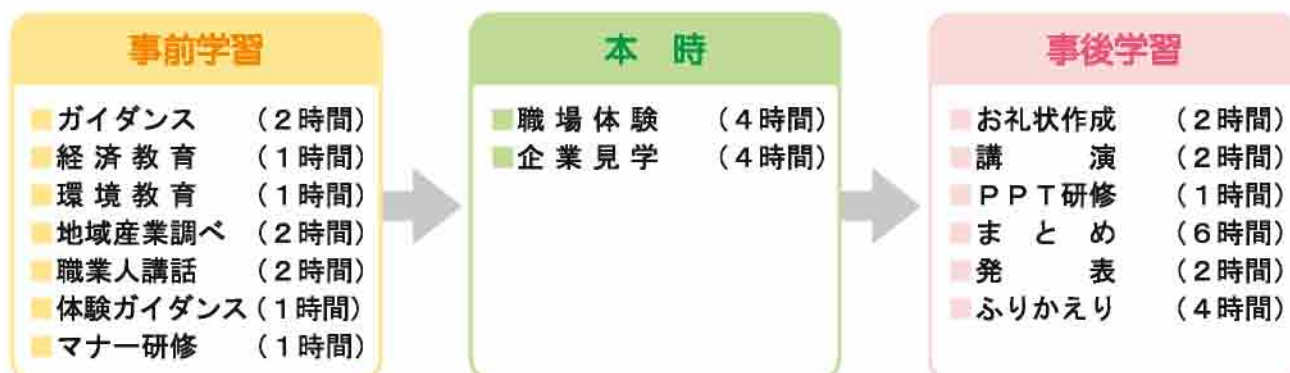 事前学習
■ガイダンス （２時間）
■経済教育 （１時間）
■環境教育 （１時間）
■地域産業調べ （２時間）
■職業人講話 （２時間）
■体験ガイダンス（１時間）
■マナー研修 （１時間）
本　時
■職場体験 （４時間）
■企業見学 （４時間）
事後学習
■お礼状作成 （２時間）
■講　　　演 （２時間）
■ＰＰＴ研修 （１時間）
■ま　と　め （６時間）
■発　　　表 （２時間）
■ふりかえり （４時間）